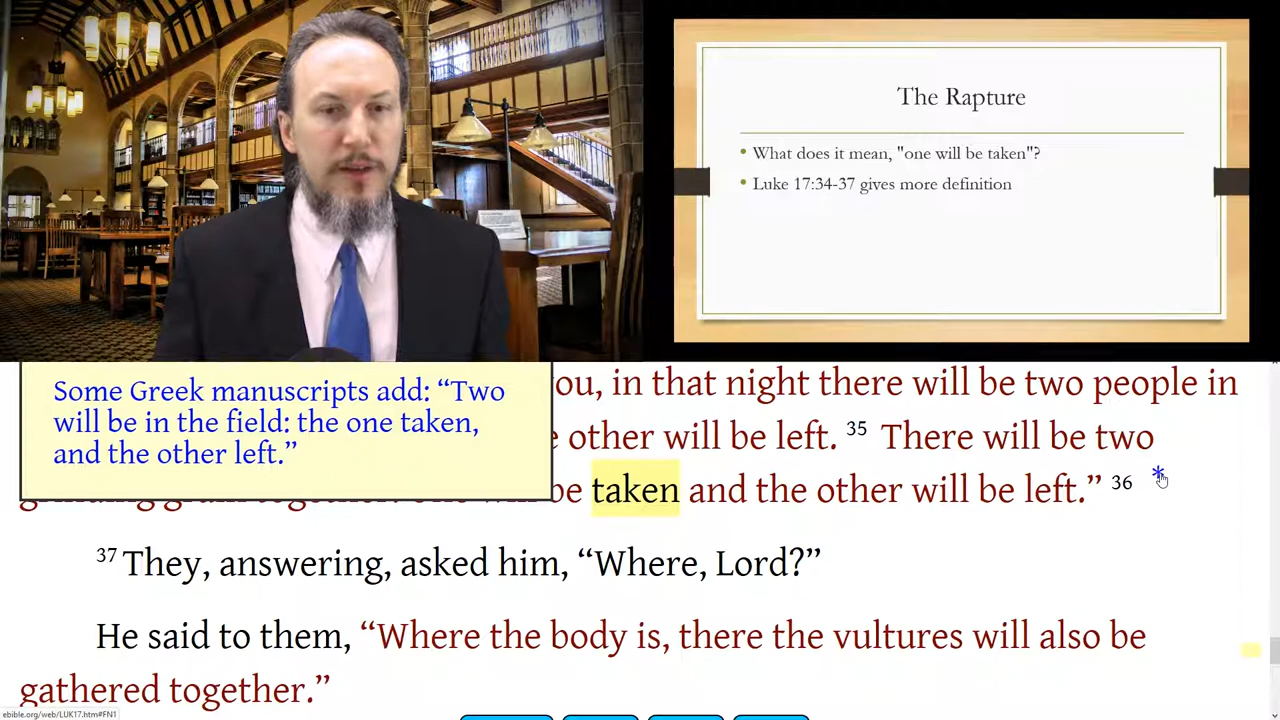 The Rapture
• What does it mean, "one will be taken"?
• Luke 17:34-37 gives more definition
Some Greek manuscripts add: “Two
will be in the field: the one taken,
and the other left.”
ou, in that night there will be two people in
other will be left. 35 There will be two
be taken and the other will be left.” 36 *
37 They, answering, asked him, “Where, Lord?”
He said to them, “Where the body is, there the vultures will also be
gathered together.”
ebible.org/web/LUK17.htm#FN1